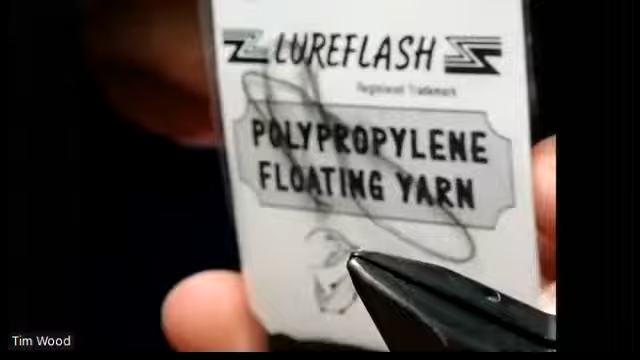 LUREFLASH
Registered Trademark
POLYPROPYLENE
FLOATING YARN
Tim Wood